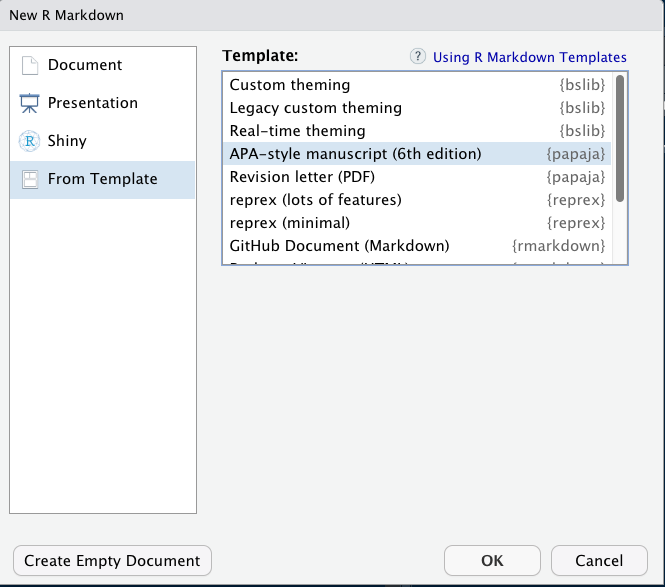 New R Markdown
Document
Presentation
R Shiny
From Template
Template:
? Using R Markdown Templates
Custom theming {bslib}
Legacy custom theming {bslib}
Real-time theming {bslib}
APA-style manuscript (6th edition) {papaja}
Revision letter (PDF) {papaja}
reprex (lots of features) {reprex}
reprex (minimal) {reprex}
GitHub Document (Markdown) {rmarkdown}
Create Empty Document
OK
Cancel